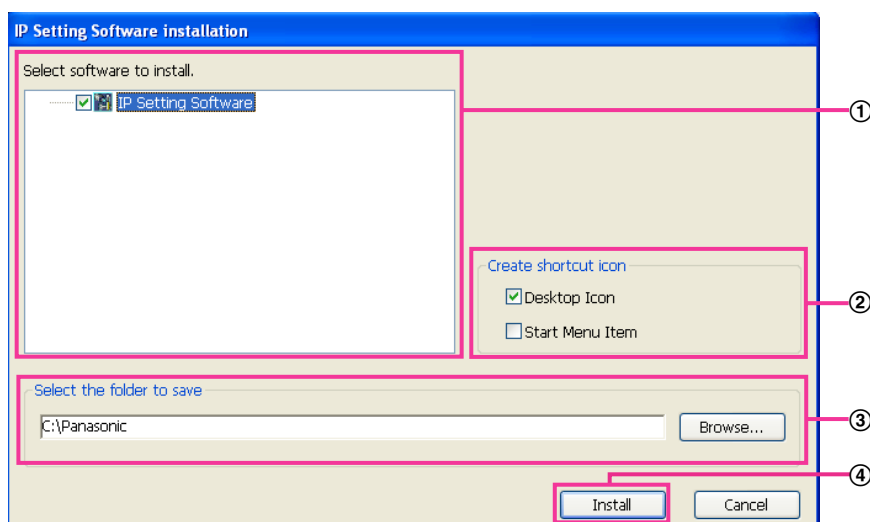 IP Setting Software installation
Select software to install.
①
IP Setting Software
Create shortcut icon
Desktop Icon
②
Start Menu Item
Select the folder to save
C:\Panasonic
Browse...
③
④
Install
Cancel